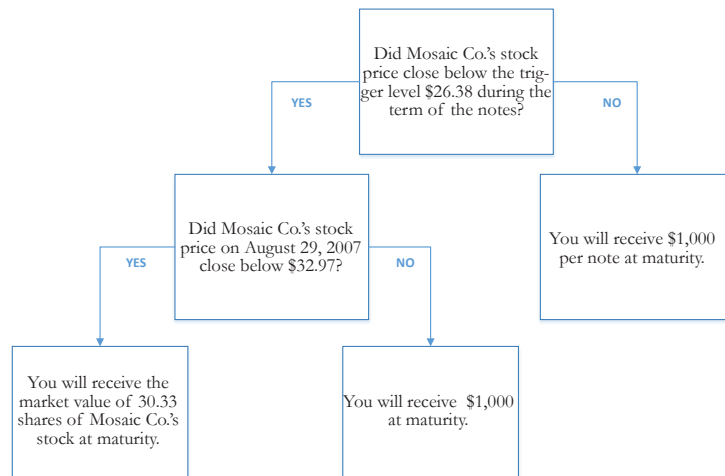 Did Mosaic Co.'s stock
price close below the trig-
ger level $26.38 during the
term of the notes?
YES
NO
Did Mosaic Co.'s stock
price on August 29, 2007
close below $32.97?
You will receive $1,000
per note at maturity.
YES
NO
You will receive the
market value of 30.33
shares of Mosaic Co.'s
stock at maturity.
You will receive $1,000
at maturity.